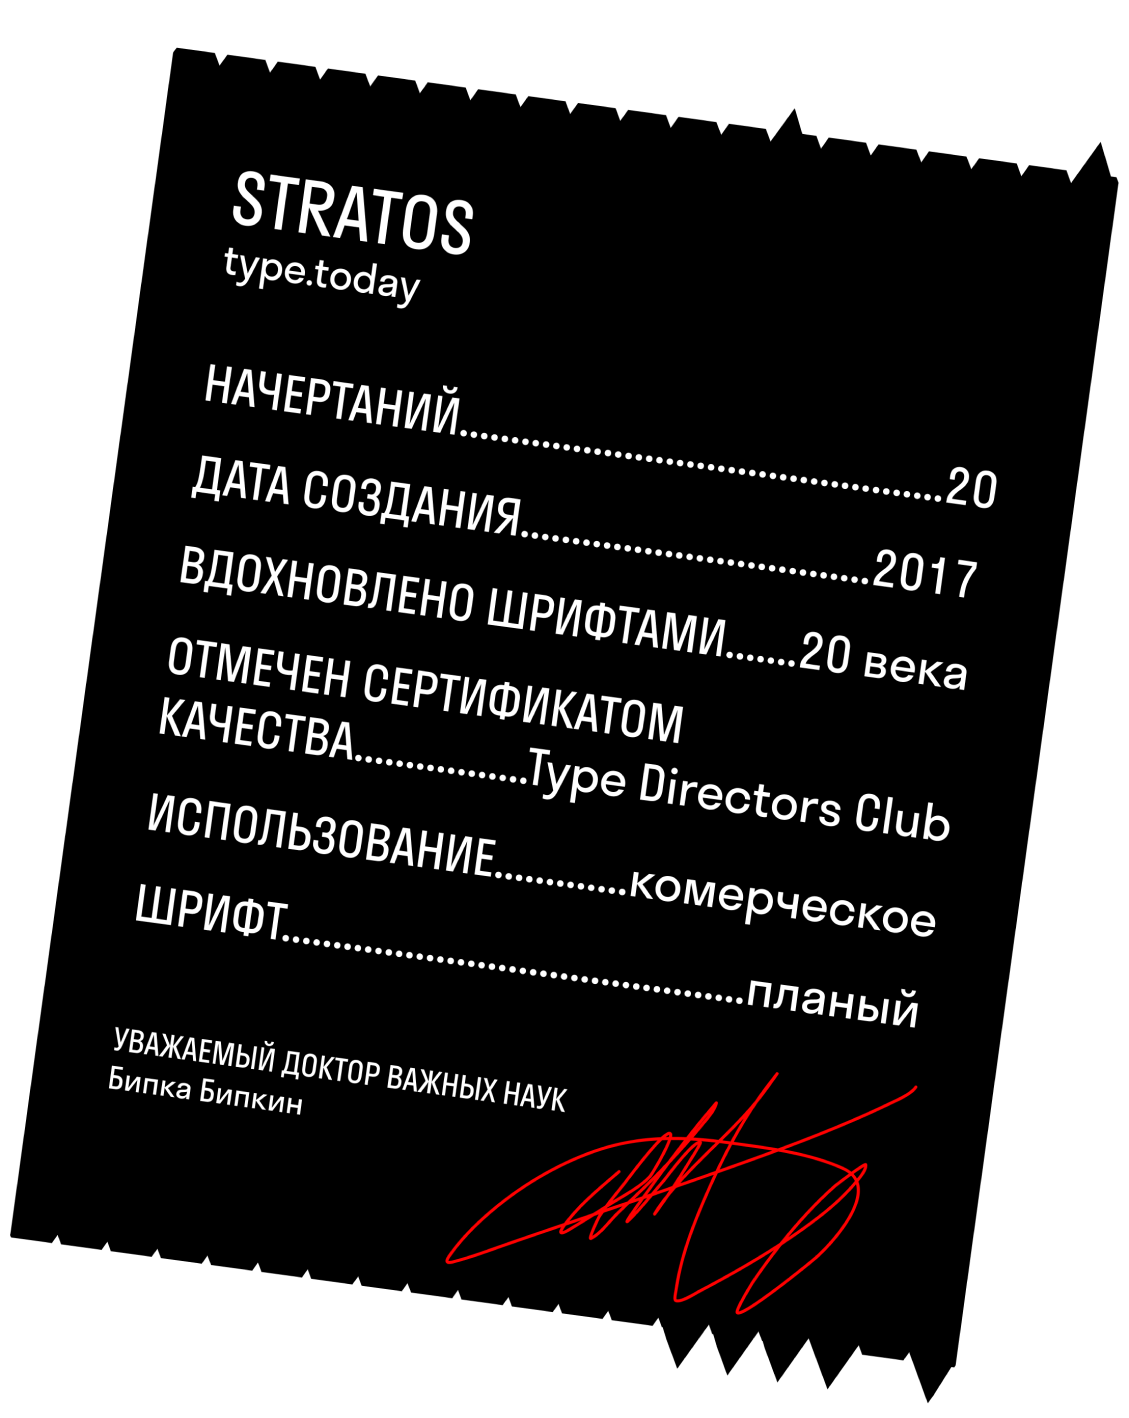 STRATOS
type.today
НАЧЕРТАНИЙ...............................................20
ДАТА СОЗДАНИЯ..................................2017
ВДОХНОВЛЕНО ШРИФТАМИ.......20 века
ОТМЕЧЕН СЕРТИФИКАТОМ
КАЧЕСТВА.................Type Directors Club
ИСПОЛЬЗОВАНИЕ.............комерческое
ШРИФТ.............................................планый
УВАЖАЕМЫЙ ДОКТОР ВАЖНЫХ НАУК
Бипка Бипкин